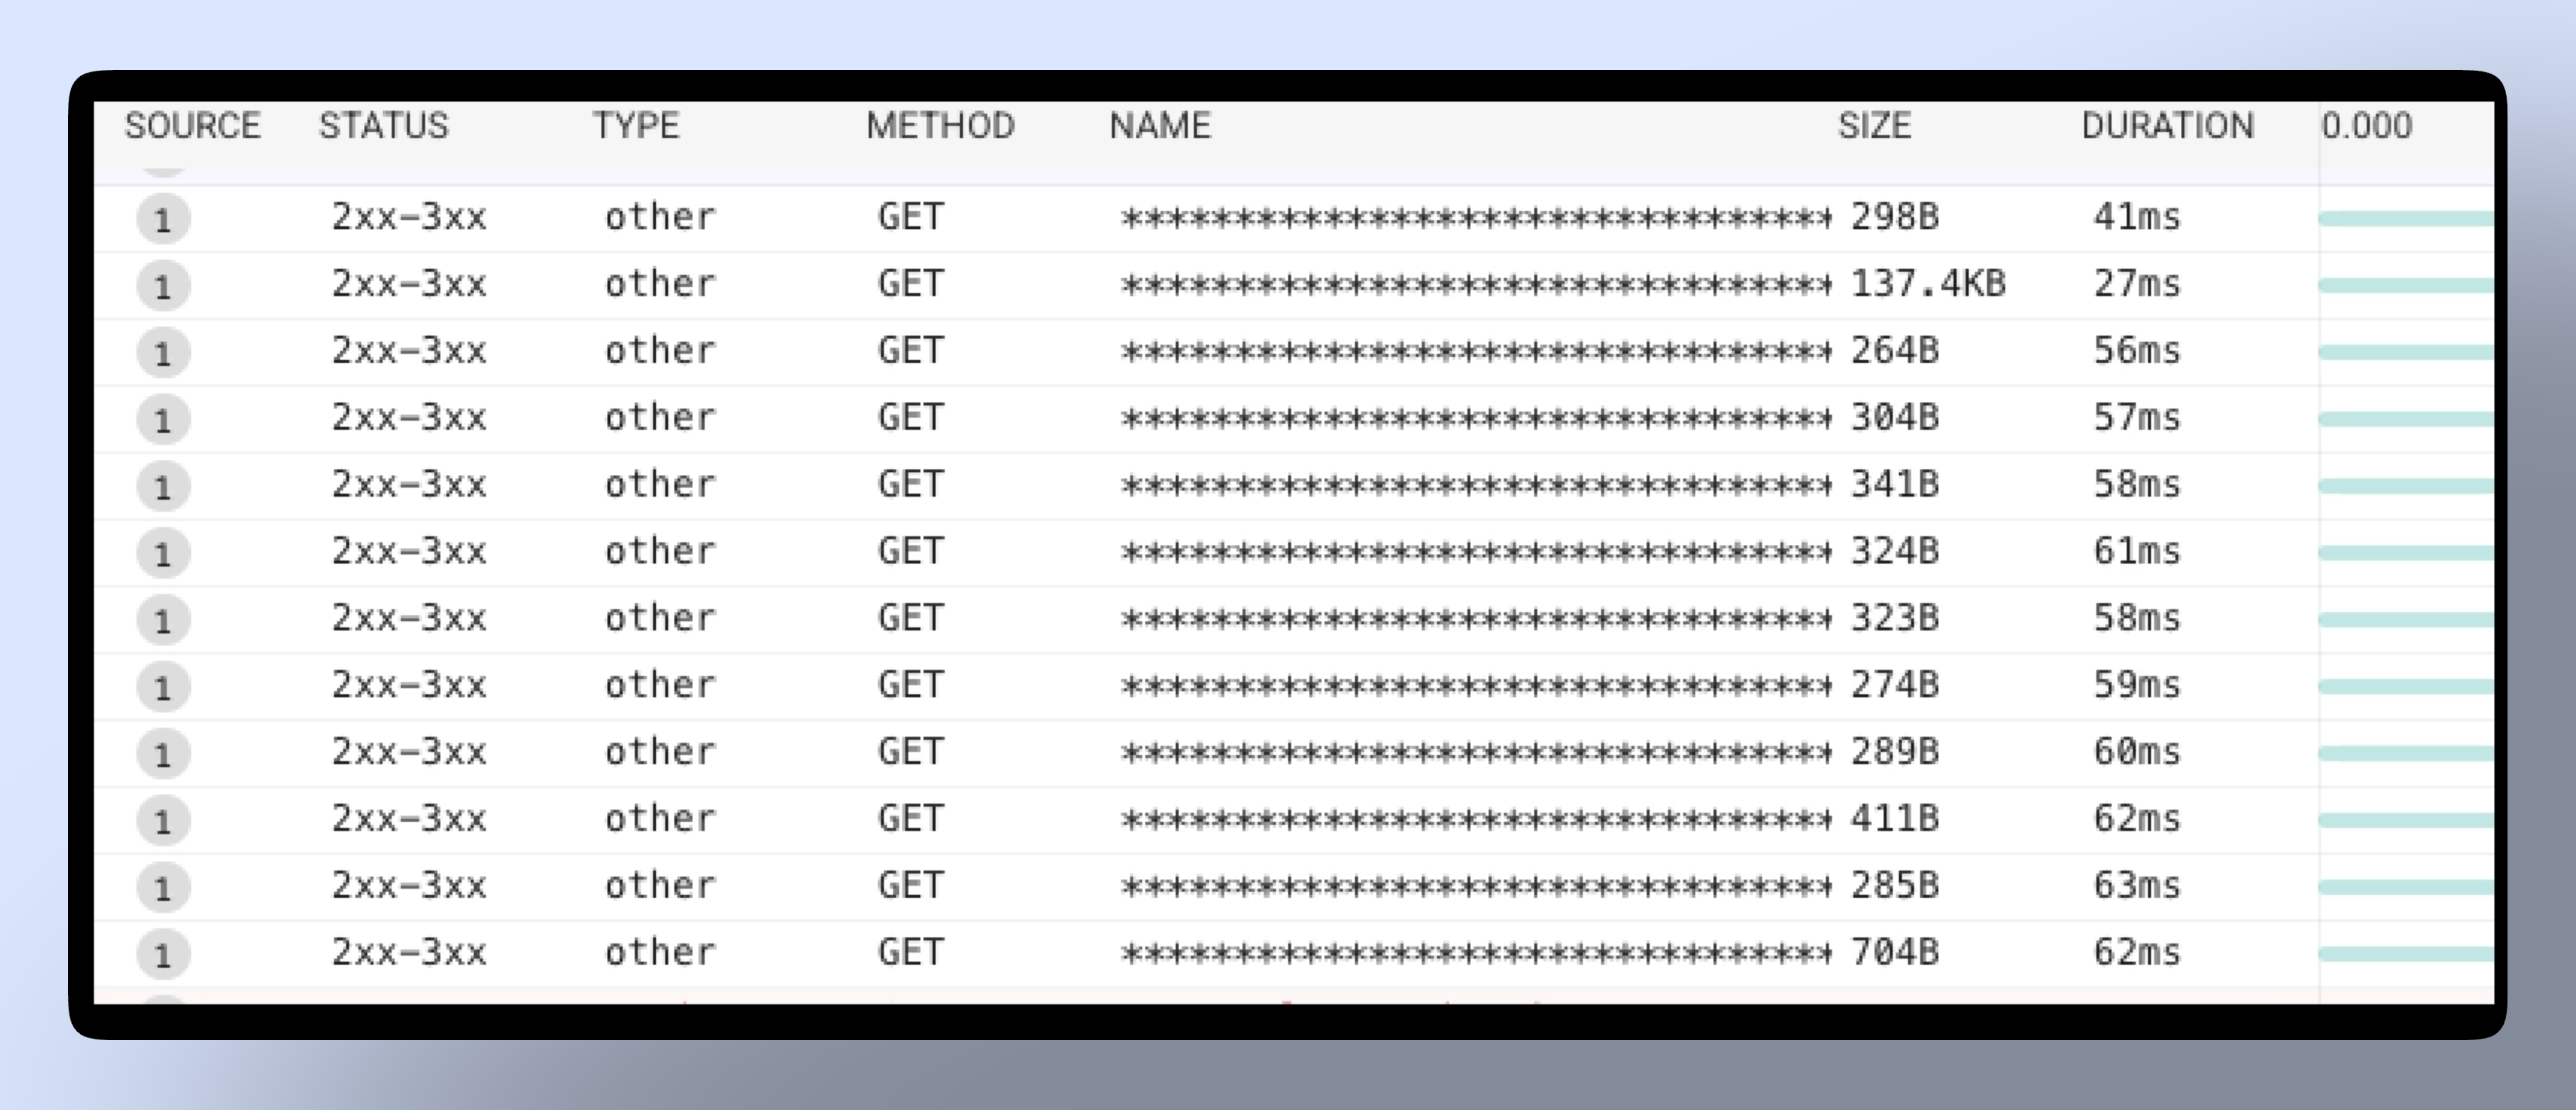 SOURCE STATUS TYPE METHOD NAME SIZE DURATION 0.000
1 2xx-3xx other GET ******************************* 298B 41ms
1 2xx-3xx other GET ******************************* 137.4KB 27ms
1 2xx-3xx other GET ******************************* 264B 56ms
1 2xx-3xx other GET ******************************* 304B 57ms
1 2xx-3xx other GET ******************************* 341B 58ms
1 2xx-3xx other GET ******************************* 324B 61ms
1 2xx-3xx other GET ******************************* 323B 58ms
1 2xx-3xx other GET ******************************* 274B 59ms
1 2xx-3xx other GET ******************************* 289B 60ms
1 2xx-3xx other GET ******************************* 411B 62ms
1 2xx-3xx other GET ******************************* 285B 63ms
1 2xx-3xx other GET ******************************* 704B 62ms